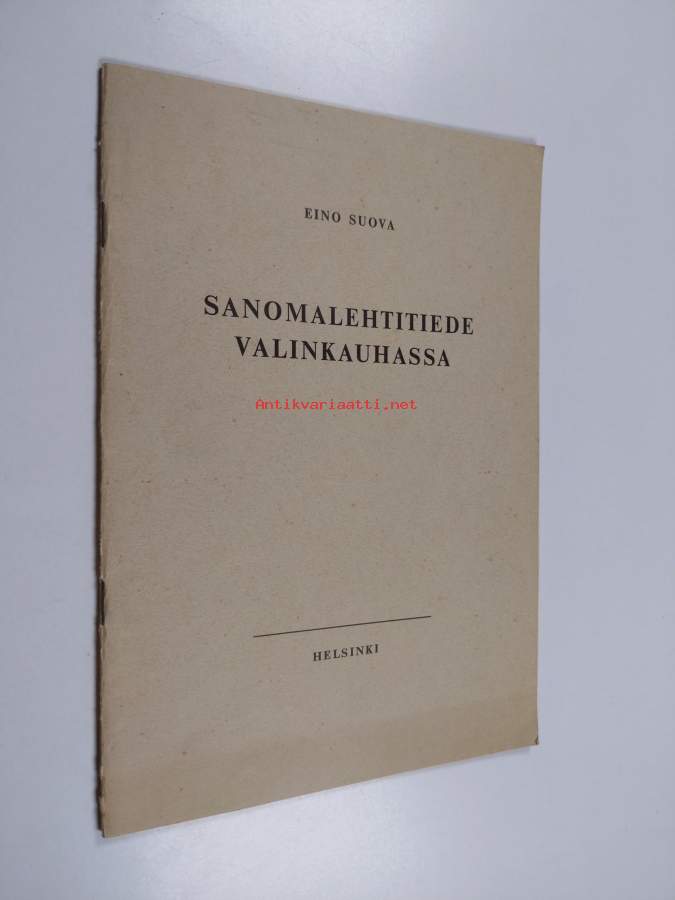 EINO SUOVA
SANOMALEHTITIEDE
VALINKAUHASSA
Antikvariaatti.net
HELSINKI